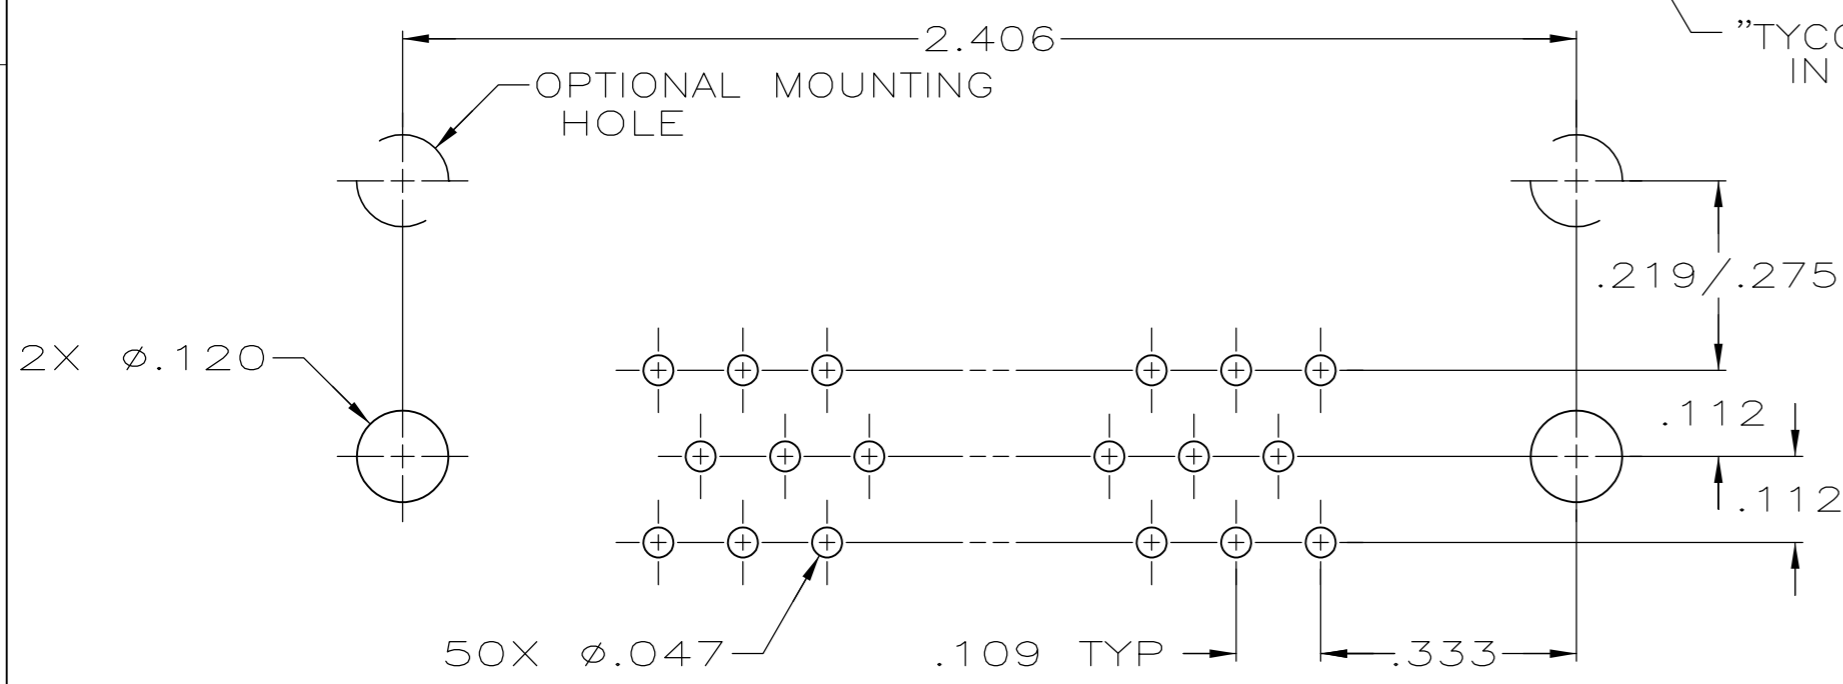 2.406
"TYCO
IN
OPTIONAL MOUNTING
HOLE
.219/.275
2X ⌀.120
.112
.112
50X ⌀.047
.109 TYP
.333